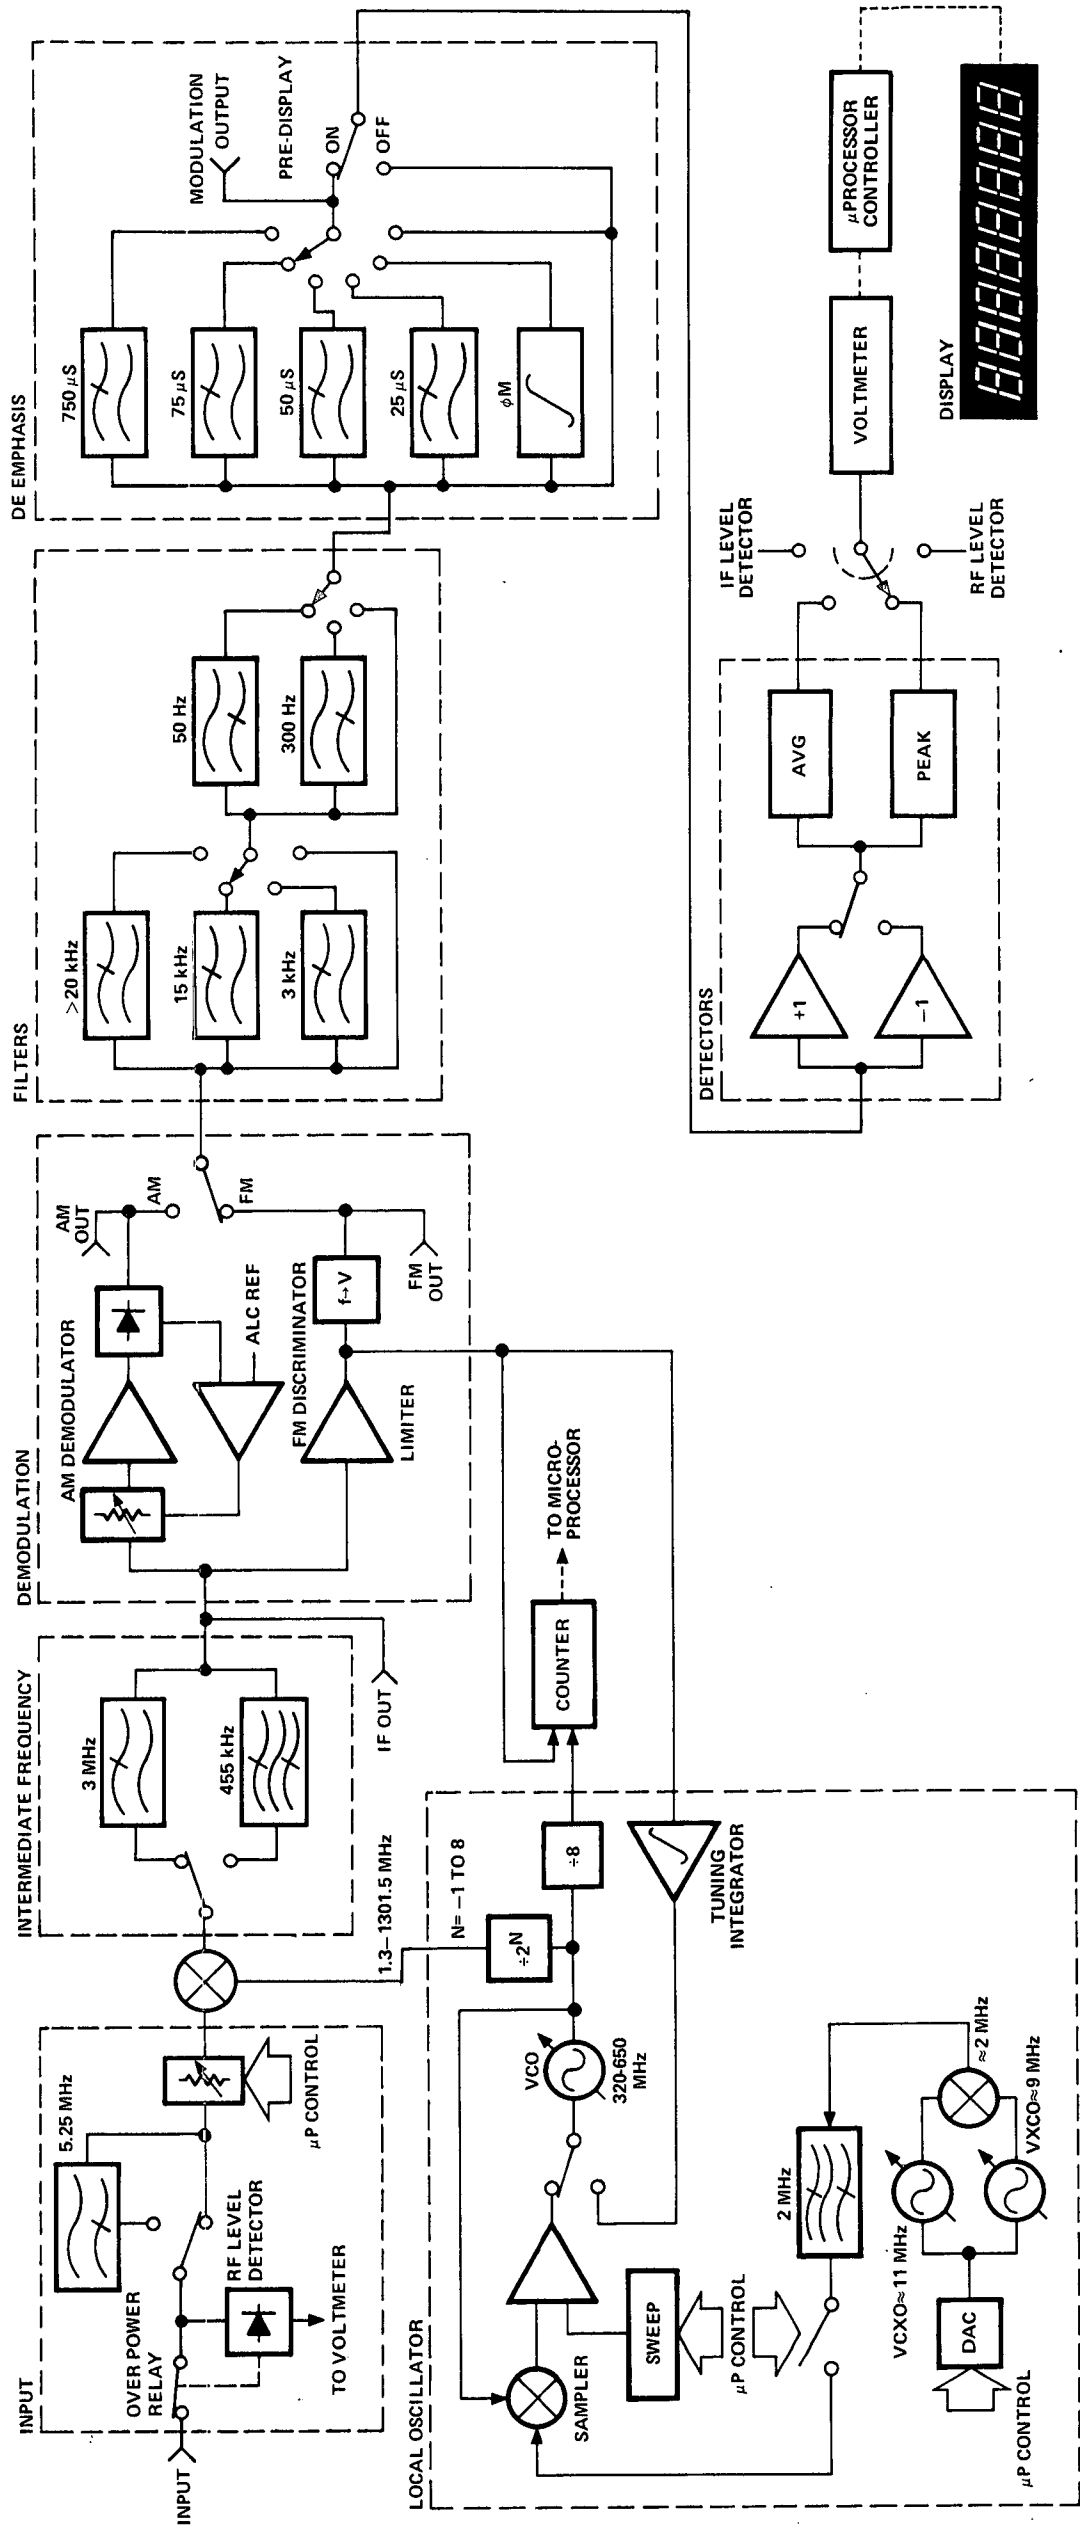 INPUT
INPUT
OVER POWER
RELAY
RF LEVEL
DETECTOR
TO VOLTMETER
5.25 MHz
μP CONTROL
INTERMEDIATE FREQUENCY
3 MHz
455 kHz
IF OUT
1.3–1301.5 MHz
DEMODULATION
AM DEMODULATOR
AM
OUT
AM
FM
ALC REF
FM DISCRIMINATOR
f→V
LIMITER
FM
OUT
FILTERS
>20 kHz
15 kHz
3 kHz
50 Hz
300 Hz
DE EMPHASIS
750 μS
75 μS
50 μS
25 μS
φM
MODULATION
OUTPUT
PRE-DISPLAY
ON
OFF
LOCAL OSCILLATOR
SAMPLER
SWEEP
μP CONTROL
VCO
320-650
MHz
N= –1 TO 8
÷2N
÷8
TUNING
INTEGRATOR
COUNTER
TO MICRO-
PROCESSOR
2 MHz
μP CONTROL
DAC
VCXO≈11 MHz
VXCO≈9 MHz
≈2 MHz
DETECTORS
+1
–1
AVG
PEAK
IF LEVEL
DETECTOR
RF LEVEL
DETECTOR
VOLTMETER
μPROCESSOR
CONTROLLER
DISPLAY
88888888